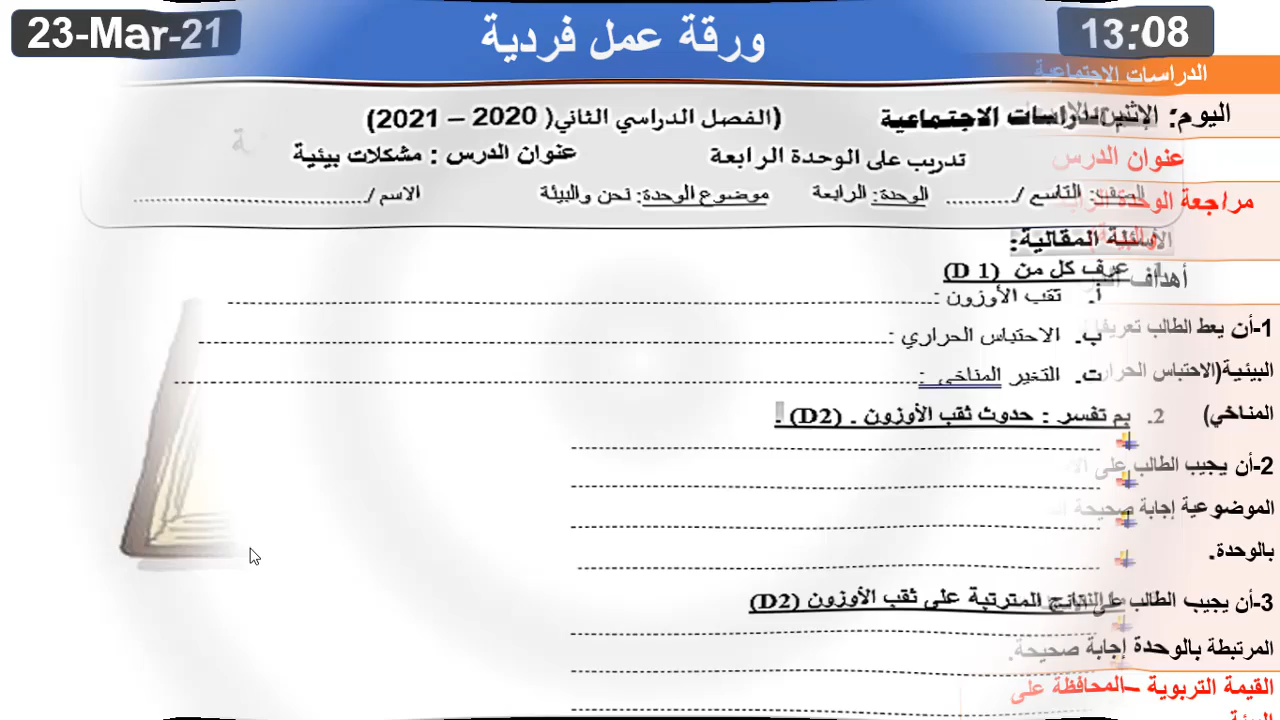 23-Mar-21
ورقة عمل فردية
13:08
الدراسات الاجتماعية
اليوم: الاثنين
دراسات الاجتماعية
(الفصل الدراسي الثاني( 2020 – 2021)
عنوان الدرس
تدريب على الوحدة الرابعة
عنوان الدرس : مشكلات بيئية
مراجعة الوحدة
الصف: التاسع /..........
الوحدة: الرابعة
موضوع الوحدة: نحن والبيئة
الاسم /........................................
الأسئلة المقالية:
أهداف
عرف كل من (D 1)
أ. ثقب الأوزون :
1-أن يعط الطالب تعريفا
ب. الاحتباس الحراري :
البيئية(الاحتباس الحراري
ت. التغير المناخي :
المناخي)
2. بم تفسر : حدوث ثقب الأوزون . (D2) .
2-أن يجيب الطالب على
الموضوعية إجابة صحيحة
بالوحدة.
3-أن يجيب الطالب
النتائج المترتبة على ثقب الأوزون (D2)
المرتبطة بالوحدة إجابة صحيحة.
القيمة التربوية –المحافظة على